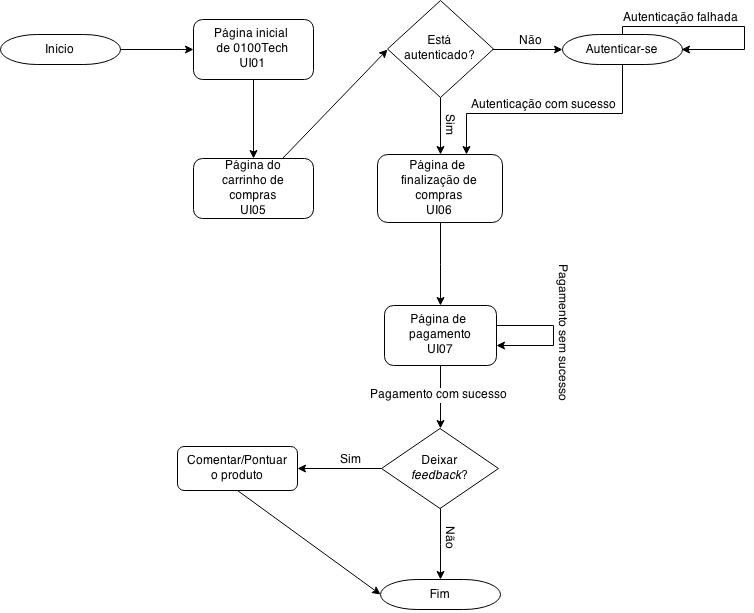 Início
Página inicial
de 0100Tech
UI01
Página do
carrinho de
compras
UI05
Está
autenticado?
Não
Autenticar-se
Autenticação falhada
Autenticação com sucesso
Sim
Página de
finalização de
compras
UI06
Página de
pagamento
UI07
Pagamento sem sucesso
Pagamento com sucesso
Deixar
feedback?
Sim
Comentar/Pontuar
o produto
Não
Fim